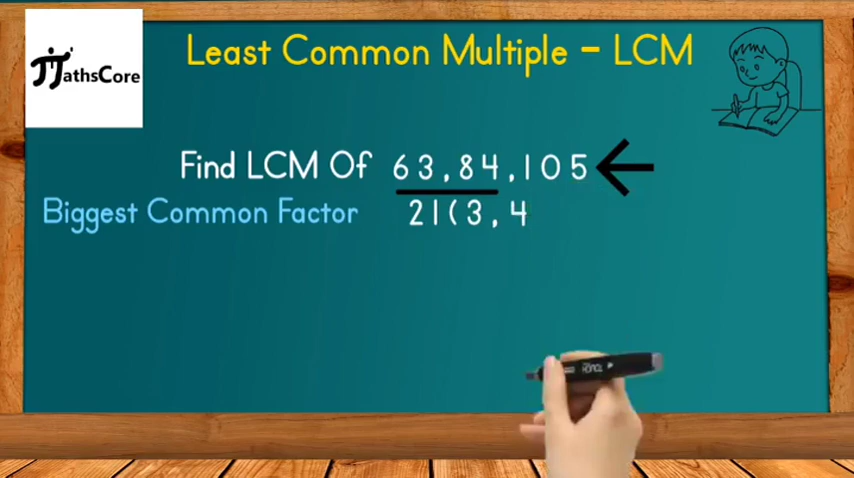 MathsCore
Least Common Multiple – LCM
Find LCM Of 63,84,105
Biggest Common Factor 21(3,4